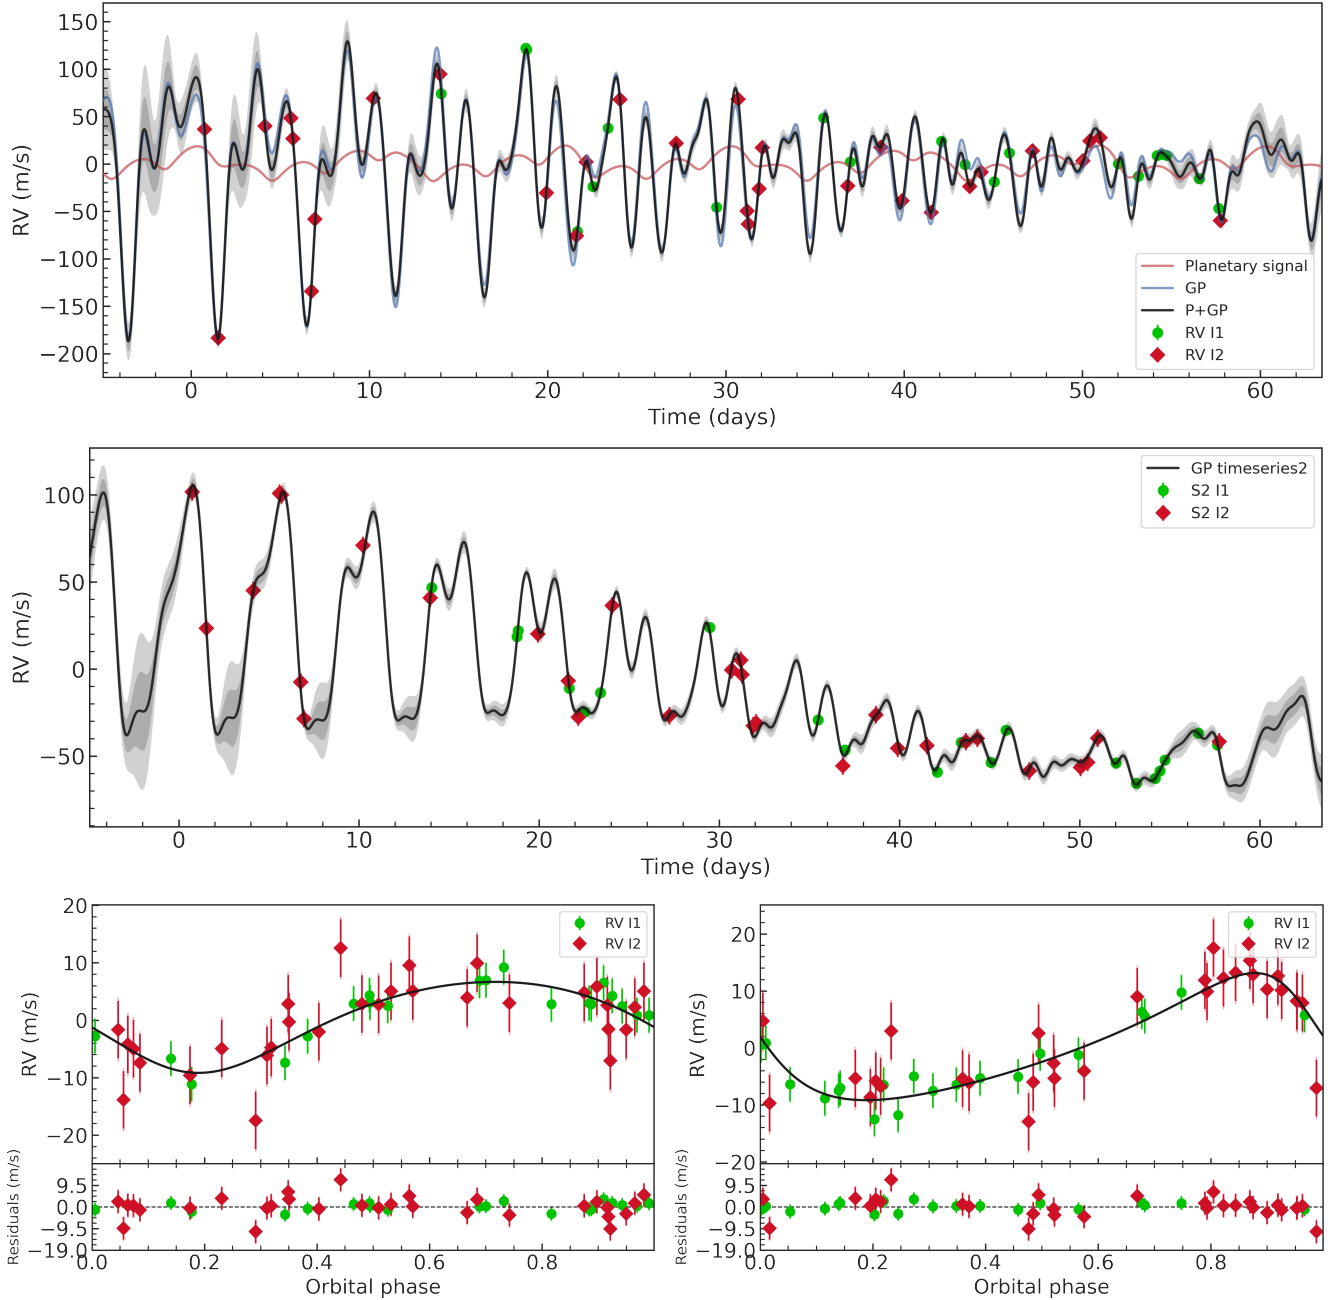 150
100
50
0
−50
−100
−150
−200
RV (m/s)
Planetary signal
GP
P+GP
RV I1
RV I2
0 10 20 30 40 50 60
Time (days)
100
50
0
−50
RV (m/s)
GP timeseries2
S2 I1
S2 I2
0 10 20 30 40 50 60
Time (days)
20
10
0
−10
−20
RV (m/s)
RV I1
RV I2
9.5
0.0
−9.5
−19.0
Residuals (m/s)
0.0 0.2 0.4 0.6 0.8
Orbital phase
20
10
0
−10
−20
RV (m/s)
RV I1
RV I2
9.5
0.0
−9.5
−19.0
Residuals (m/s)
0.0 0.2 0.4 0.6 0.8
Orbital phase